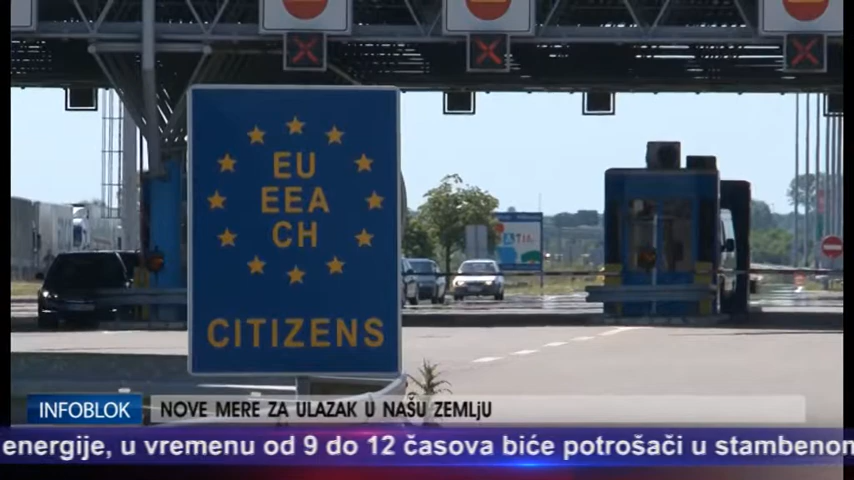 EU
EEA
CH
CITIZENS
INFOBLOK
NOVE MERE ZA ULAZAK U NAŠU ZEMLjU
energije, u vremenu od 9 do 12 časova biće potrošači u stambenom